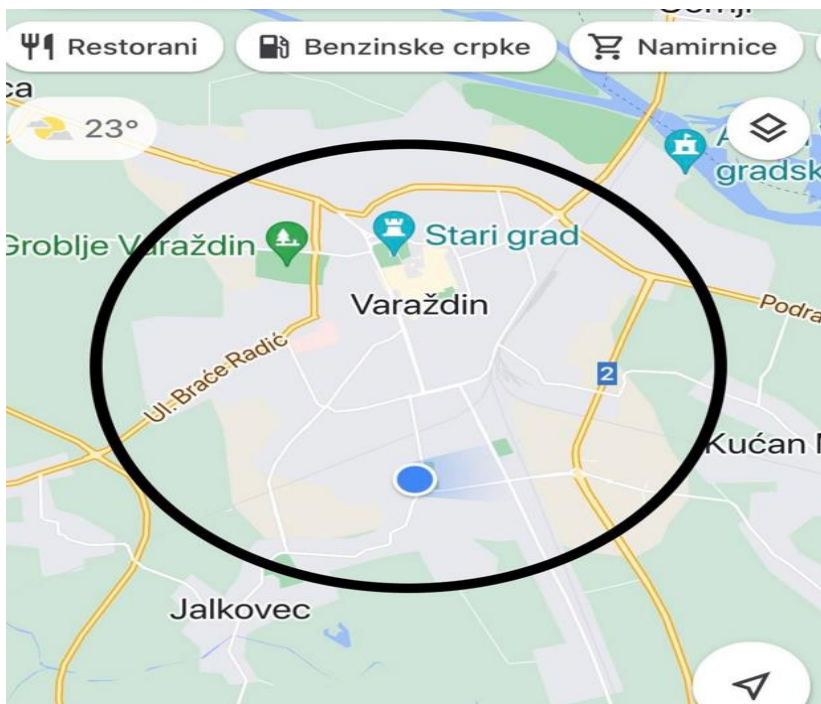 Restorani
Benzinske crpke
Namirnice
23°
gradsk
Groblje Varaždin
Stari grad
Varaždin
Podra
Ul. Braće Radić
2
Kućan
Jalkovec